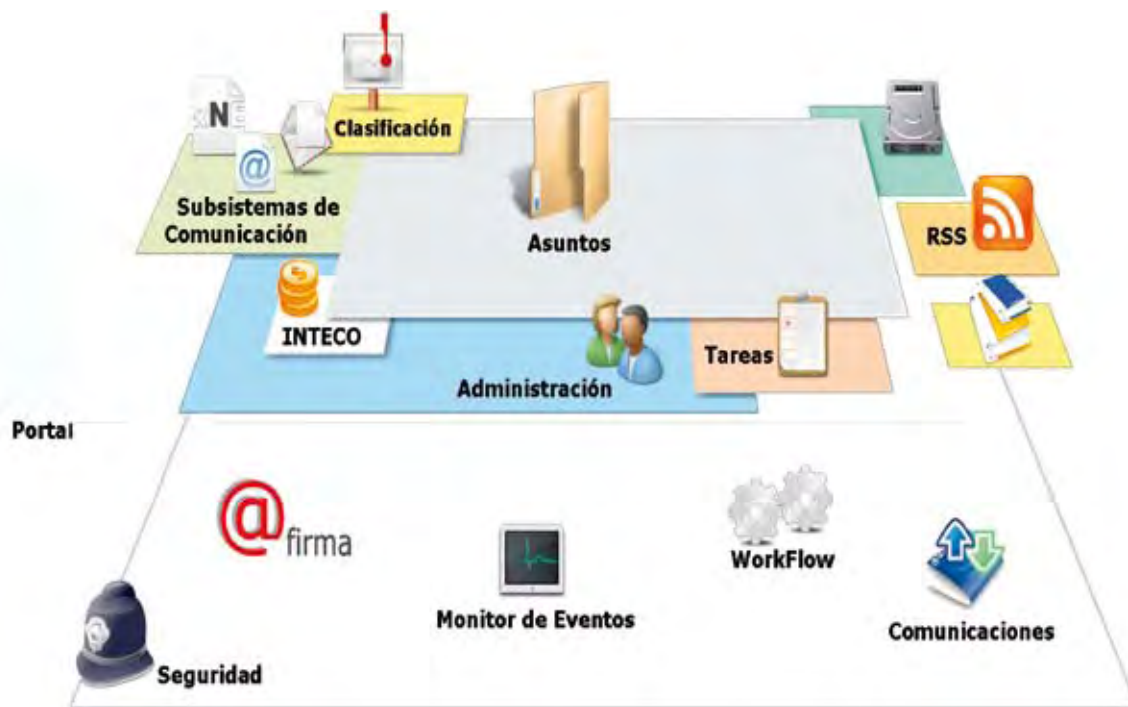 N
Clasificación
@
Subsistemas de
Comunicación
Asuntos
RSS
INTECO
Tareas
Administración
Portal
@firma
WorkFlow
Monitor de Eventos
Comunicaciones
Seguridad